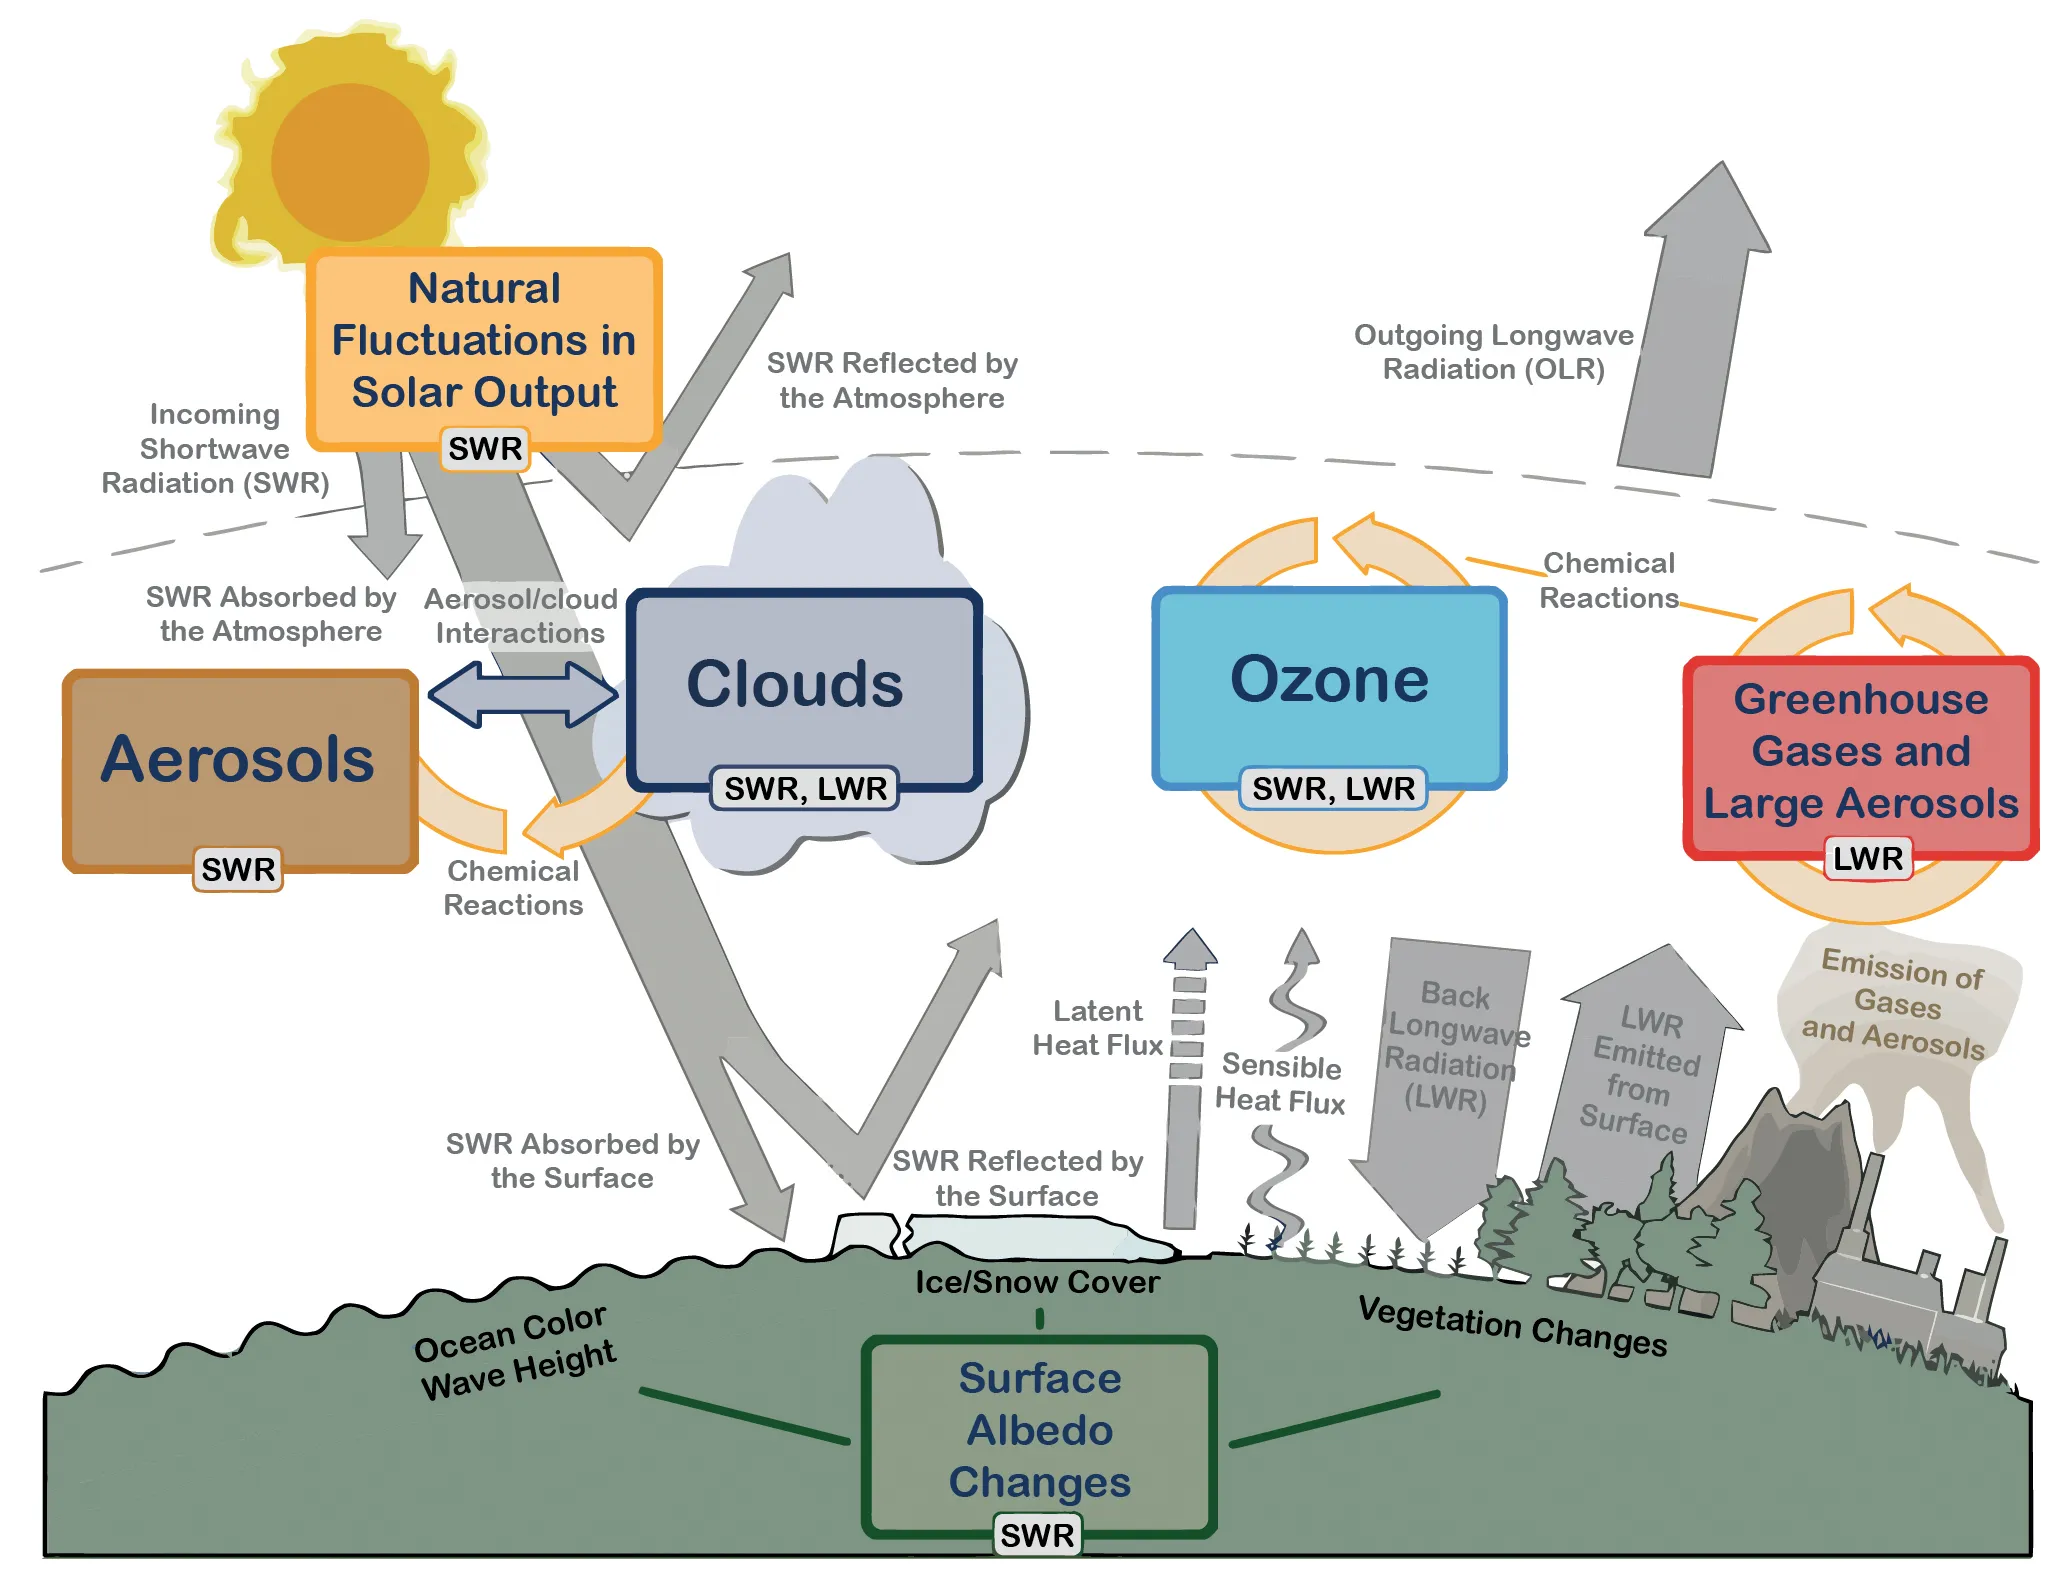 Natural
Fluctuations in
Solar Output
SWR
Incoming
Shortwave
Radiation (SWR)
SWR Reflected by
the Atmosphere
Outgoing Longwave
Radiation (OLR)
SWR Absorbed by
the Atmosphere
Aerosol/cloud
Interactions
Chemical
Reactions
Aerosols
SWR
Clouds
SWR, LWR
Ozone
SWR, LWR
Greenhouse
Gases and
Large Aerosols
LWR
Chemical
Reactions
Emission of
Gases
and Aerosols
Latent
Heat Flux
Sensible
Heat Flux
Back
Longwave
Radiation
(LWR)
LWR
Emitted
from
Surface
SWR Absorbed by
the Surface
SWR Reflected by
the Surface
Ice/Snow Cover
Ocean Color
Wave Height
Vegetation Changes
Surface
Albedo
Changes
SWR